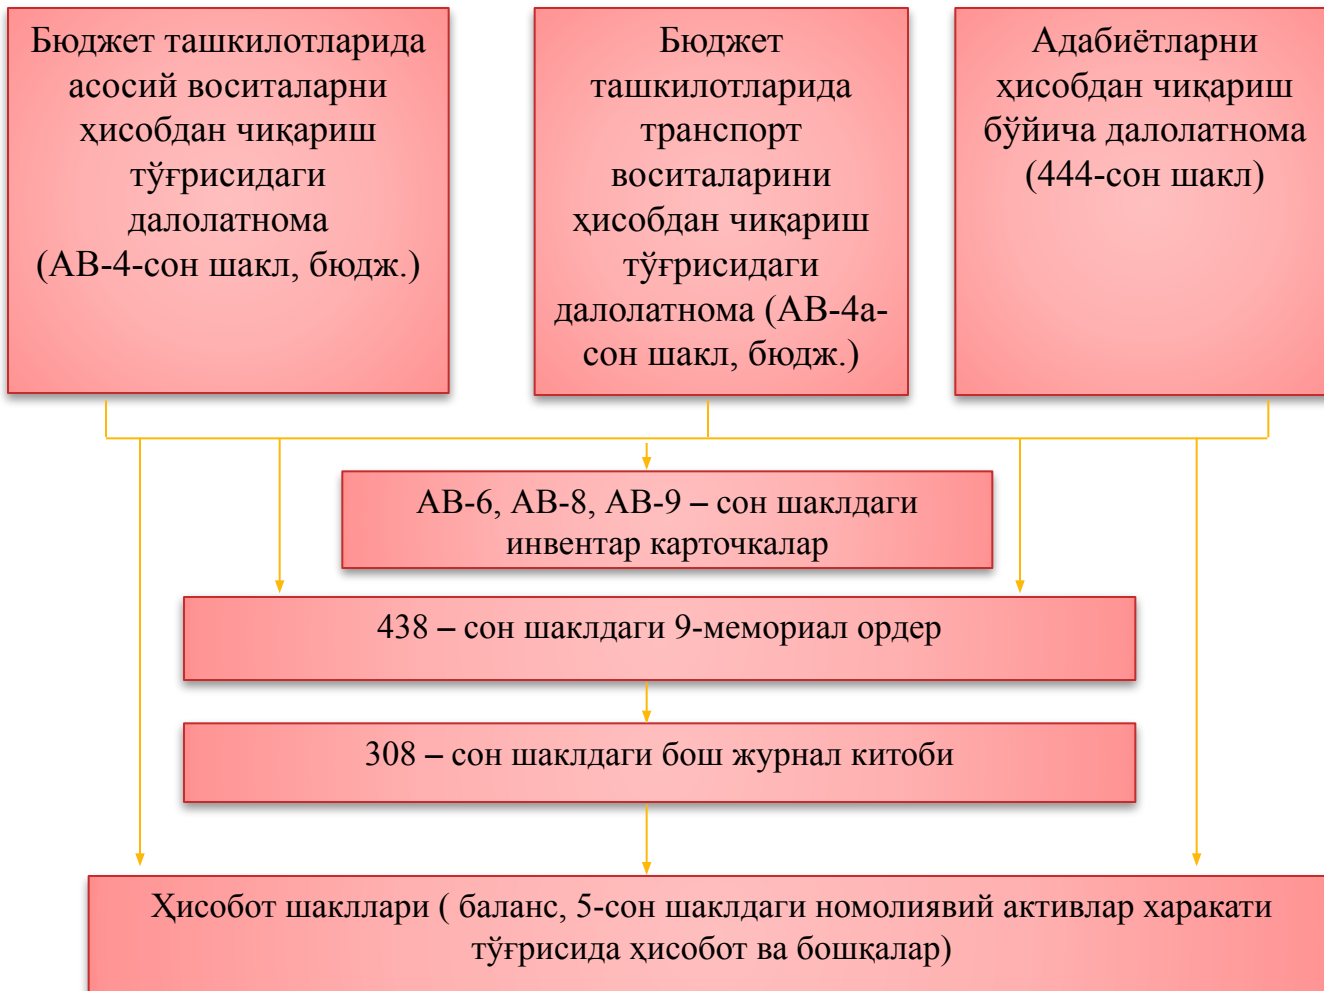 Бюджет ташкилотларида
асосий воситаларни
ҳисобдан чиқариш
тўғрисидаги
далолатнома
(АВ-4-сон шакл, бюдж.)
Бюджет
ташкилотларида
транспорт
воситаларини
ҳисобдан чиқариш
тўғрисидаги
далолатнома (АВ-4а-
сон шакл, бюдж.)
Адабиётларни
ҳисобдан чиқариш
бўйича далолатнома
(444-сон шакл)
АВ-6, АВ-8, АВ-9 – сон шаклдаги
инвентар карточкалар
438 – сон шаклдаги 9-мемориал ордер
308 – сон шаклдаги бош журнал китоби
Ҳисобот шакллари ( баланс, 5-сон шаклдаги номолиявий активлар харакати
тўғрисида ҳисобот ва бошқалар)